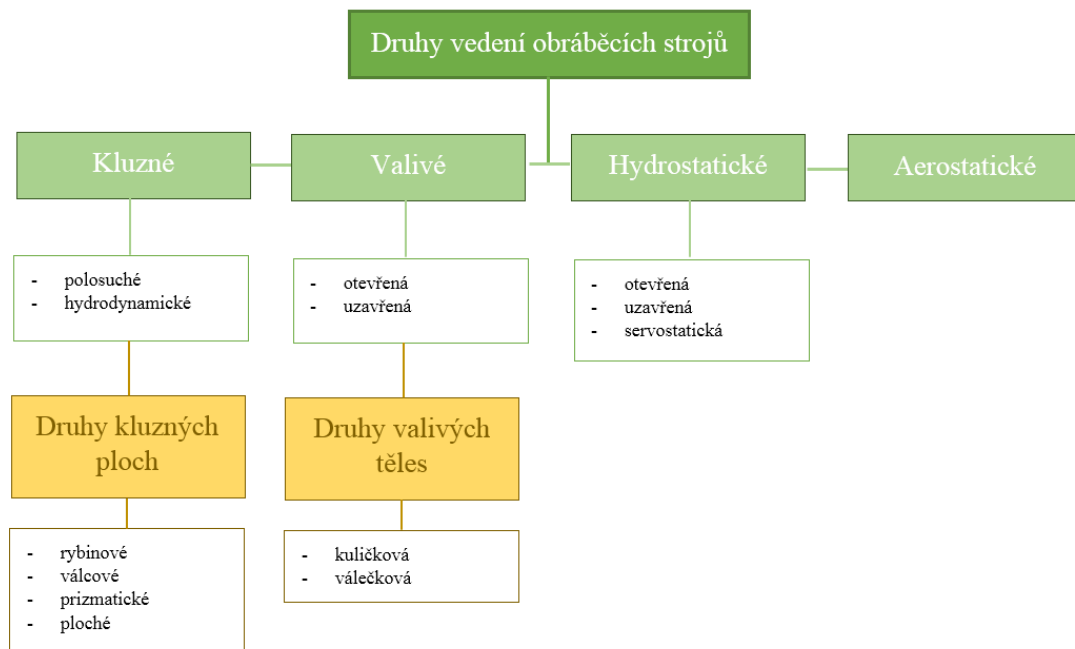 Druhy vedení obráběcích strojů
Kluzné
Valivé
Hydrostatické
Aerostatické
- polosuché
- hydrodynamické
- otevřená
- uzavřená
- otevřená
- uzavřená
- servostatická
Druhy kluzných
ploch
Druhy valivých
těles
- rybinové
- válcové
- prizmatické
- ploché
- kuličková
- válečková